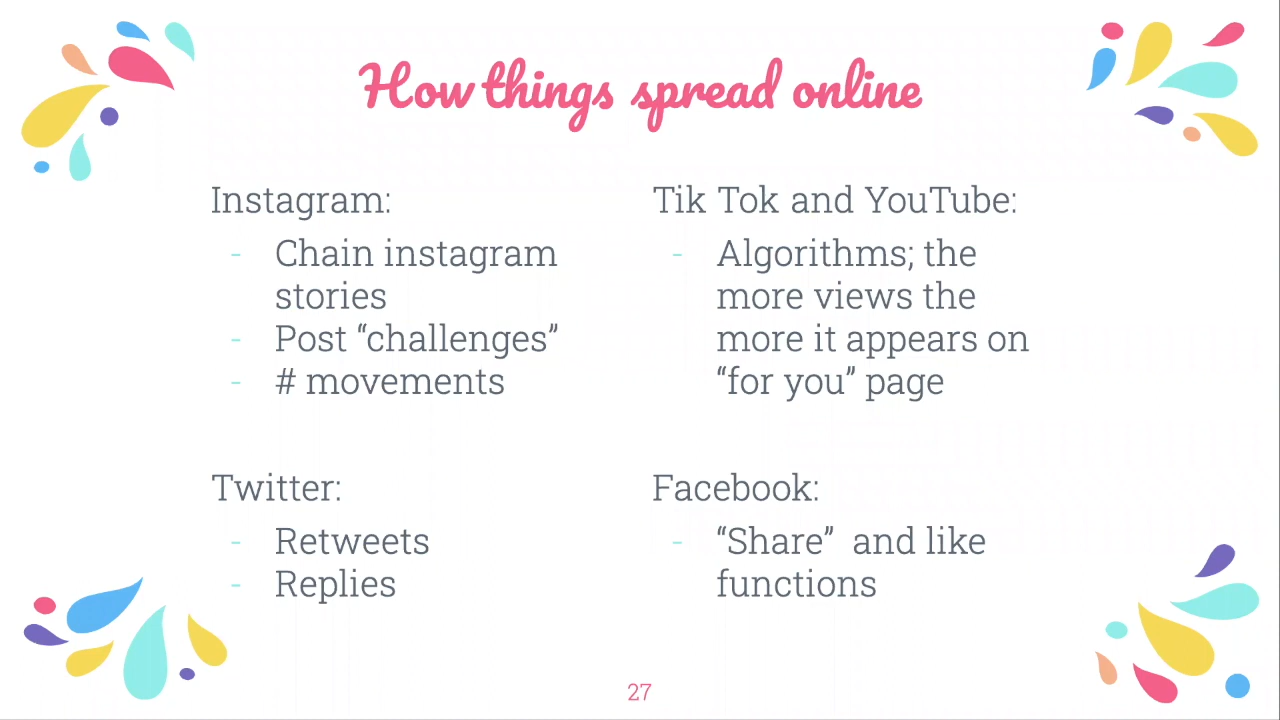 How things spread online
Instagram:
- Chain instagram
stories
- Post “challenges”
- # movements
Tik Tok and YouTube:
- Algorithms; the
more views the
more it appears on
“for you” page
Twitter:
- Retweets
- Replies
Facebook:
- “Share”  and like
functions
27